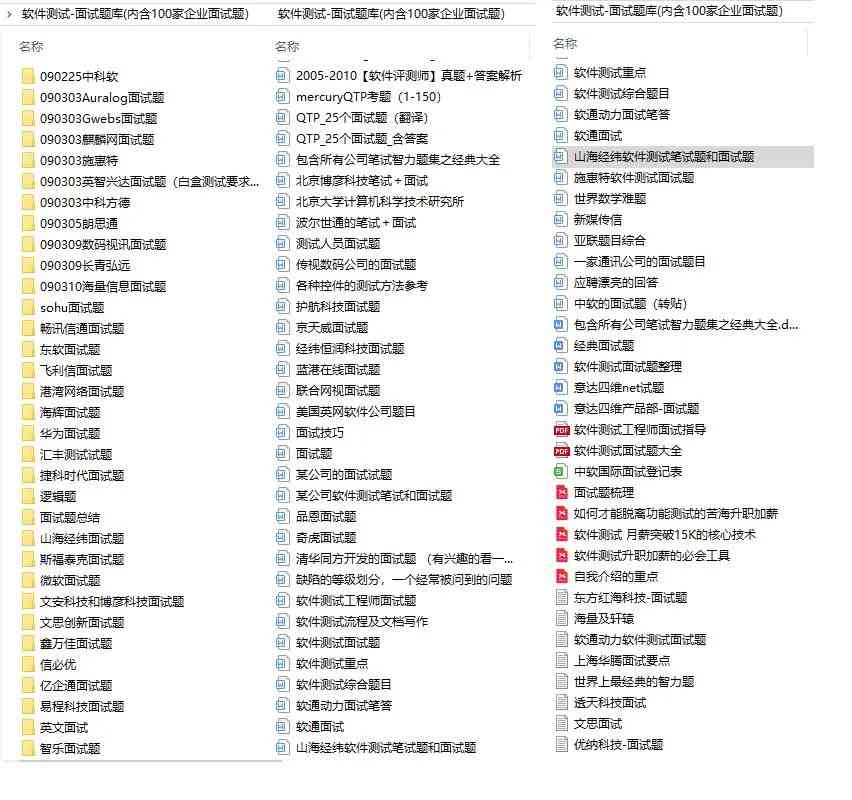 软件测试-面试题库(内含100家企业面试题)
名称
090225中科软
090303Auralog面试题
090303Gwebs面试题
090303麒麟网面试题
090303施惠特
090303英智兴达面试题（白盒测试要求...
090303中科方德
090305朗思通
090309数码视讯面试题
090309长青弘远
090310海量信息面试题
sohu面试题
畅讯信通面试题
东软面试题
飞利信面试题
港湾网络面试题
海辉面试题
华为面试题
汇丰测试试题
捷科时代面试题
逻辑题
面试题总结
山海经纬面试题
斯福泰克面试题
微软面试题
文安科技和博彦科技面试题
文思创新面试题
鑫万佳面试题
信必优
亿企通面试题
易程科技面试题
英文面试
智乐面试题
软件测试-面试题库(内含100家企业面试题)
名称
2005-2010【软件评测师】真题+答案解析
mercuryQTP考题（1-150）
QTP_25个面试题（翻译）
QTP_25个面试题_含答案
包含所有公司笔试智力题集之经典大全
北京博彦科技笔试＋面试
北京大学计算机科学技术研究所
波尔世通的笔试＋面试
测试人员面试题
传视数码公司的面试题
各种控件的测试方法参考
护航科技面试题
京天威面试题
经纬恒润科技面试题
蓝港在线面试题
联合网视面试题
美国英网软件公司题目
面试技巧
面试题
某公司的面试试题
某公司软件测试笔试和面试题
品恩面试题
奇虎面试题
清华同方开发的面试题 （有兴趣的看一...
缺陷的等级划分，一个经常被问到的问题
软件测试工程师面试题
软件测试流程及文档写作
软件测试面试题
软件测试重点
软件测试综合题目
软通动力面试笔答
软通面试
山海经纬软件测试笔试题和面试题
软件测试-面试题库(内含100家企业面试题)
名称
软件测试重点
软件测试综合题目
软通动力面试笔答
软通面试
山海经纬软件测试笔试题和面试题
施惠特软件测试面试题
世界数学难题
新媒传信
亚联题目综合
一家通讯公司的面试题目
应聘漂亮的回答
中软的面试题（转贴）
包含所有公司笔试智力题集之经典大全.d...
经典面试题
软件测试面试题整理
意达四维net试题
意达四维产品部-面试题
软件测试工程师面试指导
软件测试面试题大全
中软国际面试登记表
面试题梳理
如何才能脱离功能测试的苦海升职加薪
软件测试 月薪突破15K的核心技术
软件测试升职加薪的必会工具
自我介绍的重点
东方红海科技-面试题
海量及轩辕
软通动力软件测试面试题
上海华腾面试要点
世界上最经典的智力题
透天科技面试
文思面试
优纳科技-面试题